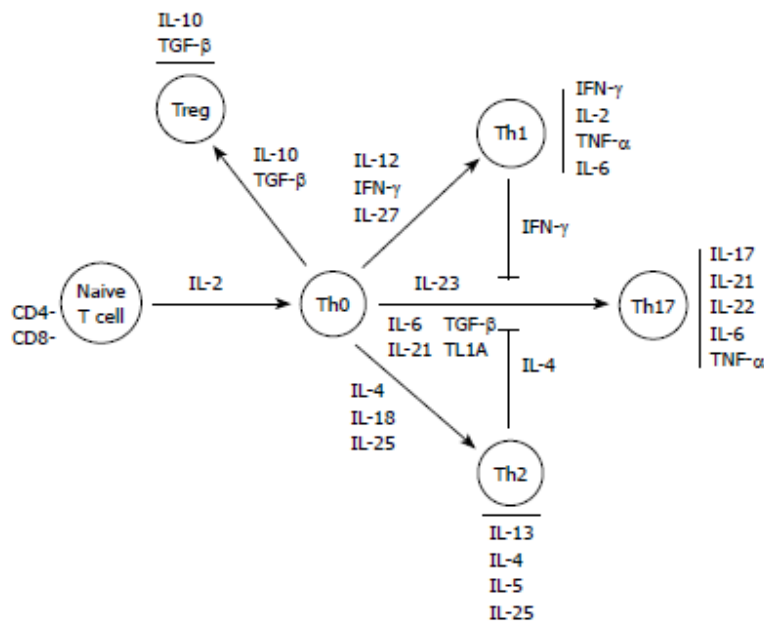 IL-10
TGF-β
Treg
IL-10
TGF-β
IL-12
IFN-γ
IL-27
Th1
IFN-γ
IL-2
TNF-α
IL-6
IFN-γ
CD4-
CD8-
Naive
T cell
IL-2
Th0
IL-23
IL-6 TGF-β
IL-21 TL1A
Th17
IL-17
IL-21
IL-22
IL-6
TNF-α
IL-4
IL-4
IL-18
IL-25
Th2
IL-13
IL-4
IL-5
IL-25